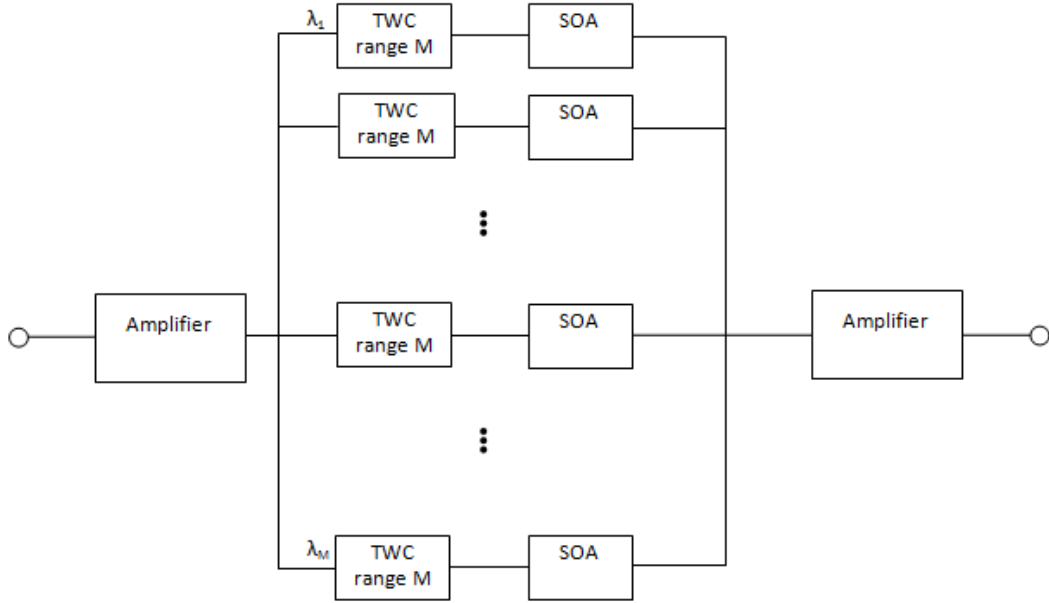 λ₁
TWC
range M
SOA
TWC
range M
SOA
Amplifier
TWC
range M
SOA
Amplifier
λM
TWC
range M
SOA